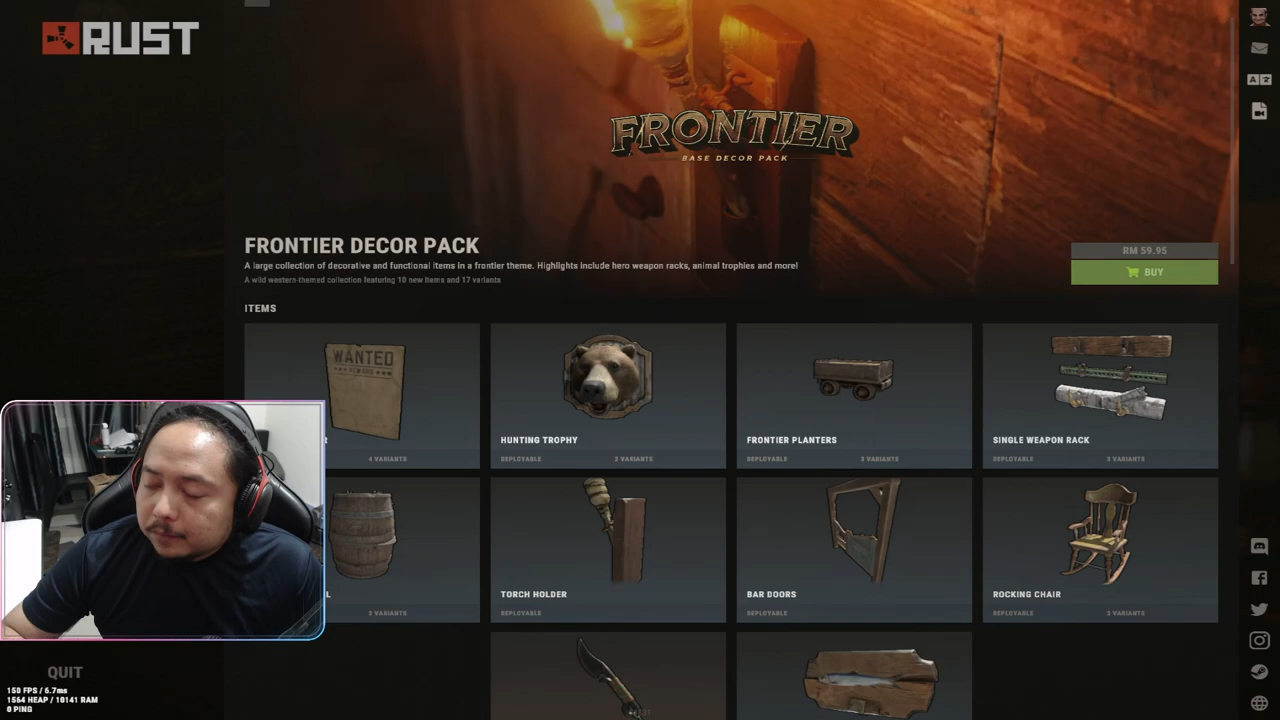 RUST
FRONTIER
BASE DECOR PACK
FRONTIER DECOR PACK
A large collection of decorative and functional items in a frontier theme. Highlights include hero weapon racks, animal trophies and more!
A wild western-themed collection featuring 10 new items and 17 variants
RM 59.95
BUY
ITEMS
WANTED
REWARD
R
4 VARIANTS
HUNTING TROPHY
DEPLOYABLE
FRONTIER PLANTERS
DEPLOYABLE
3 VARIANTS
SINGLE WEAPON RACK
DEPLOYABLE
3 VARIANTS
L
TORCH HOLDER
DEPLOYABLE
BAR DOORS
DEPLOYABLE
ROCKING CHAIR
DEPLOYABLE
3 VARIANTS
QUIT
150 FPS / 6.7ms
1564 HEAP / 10141 RAM
0 PING